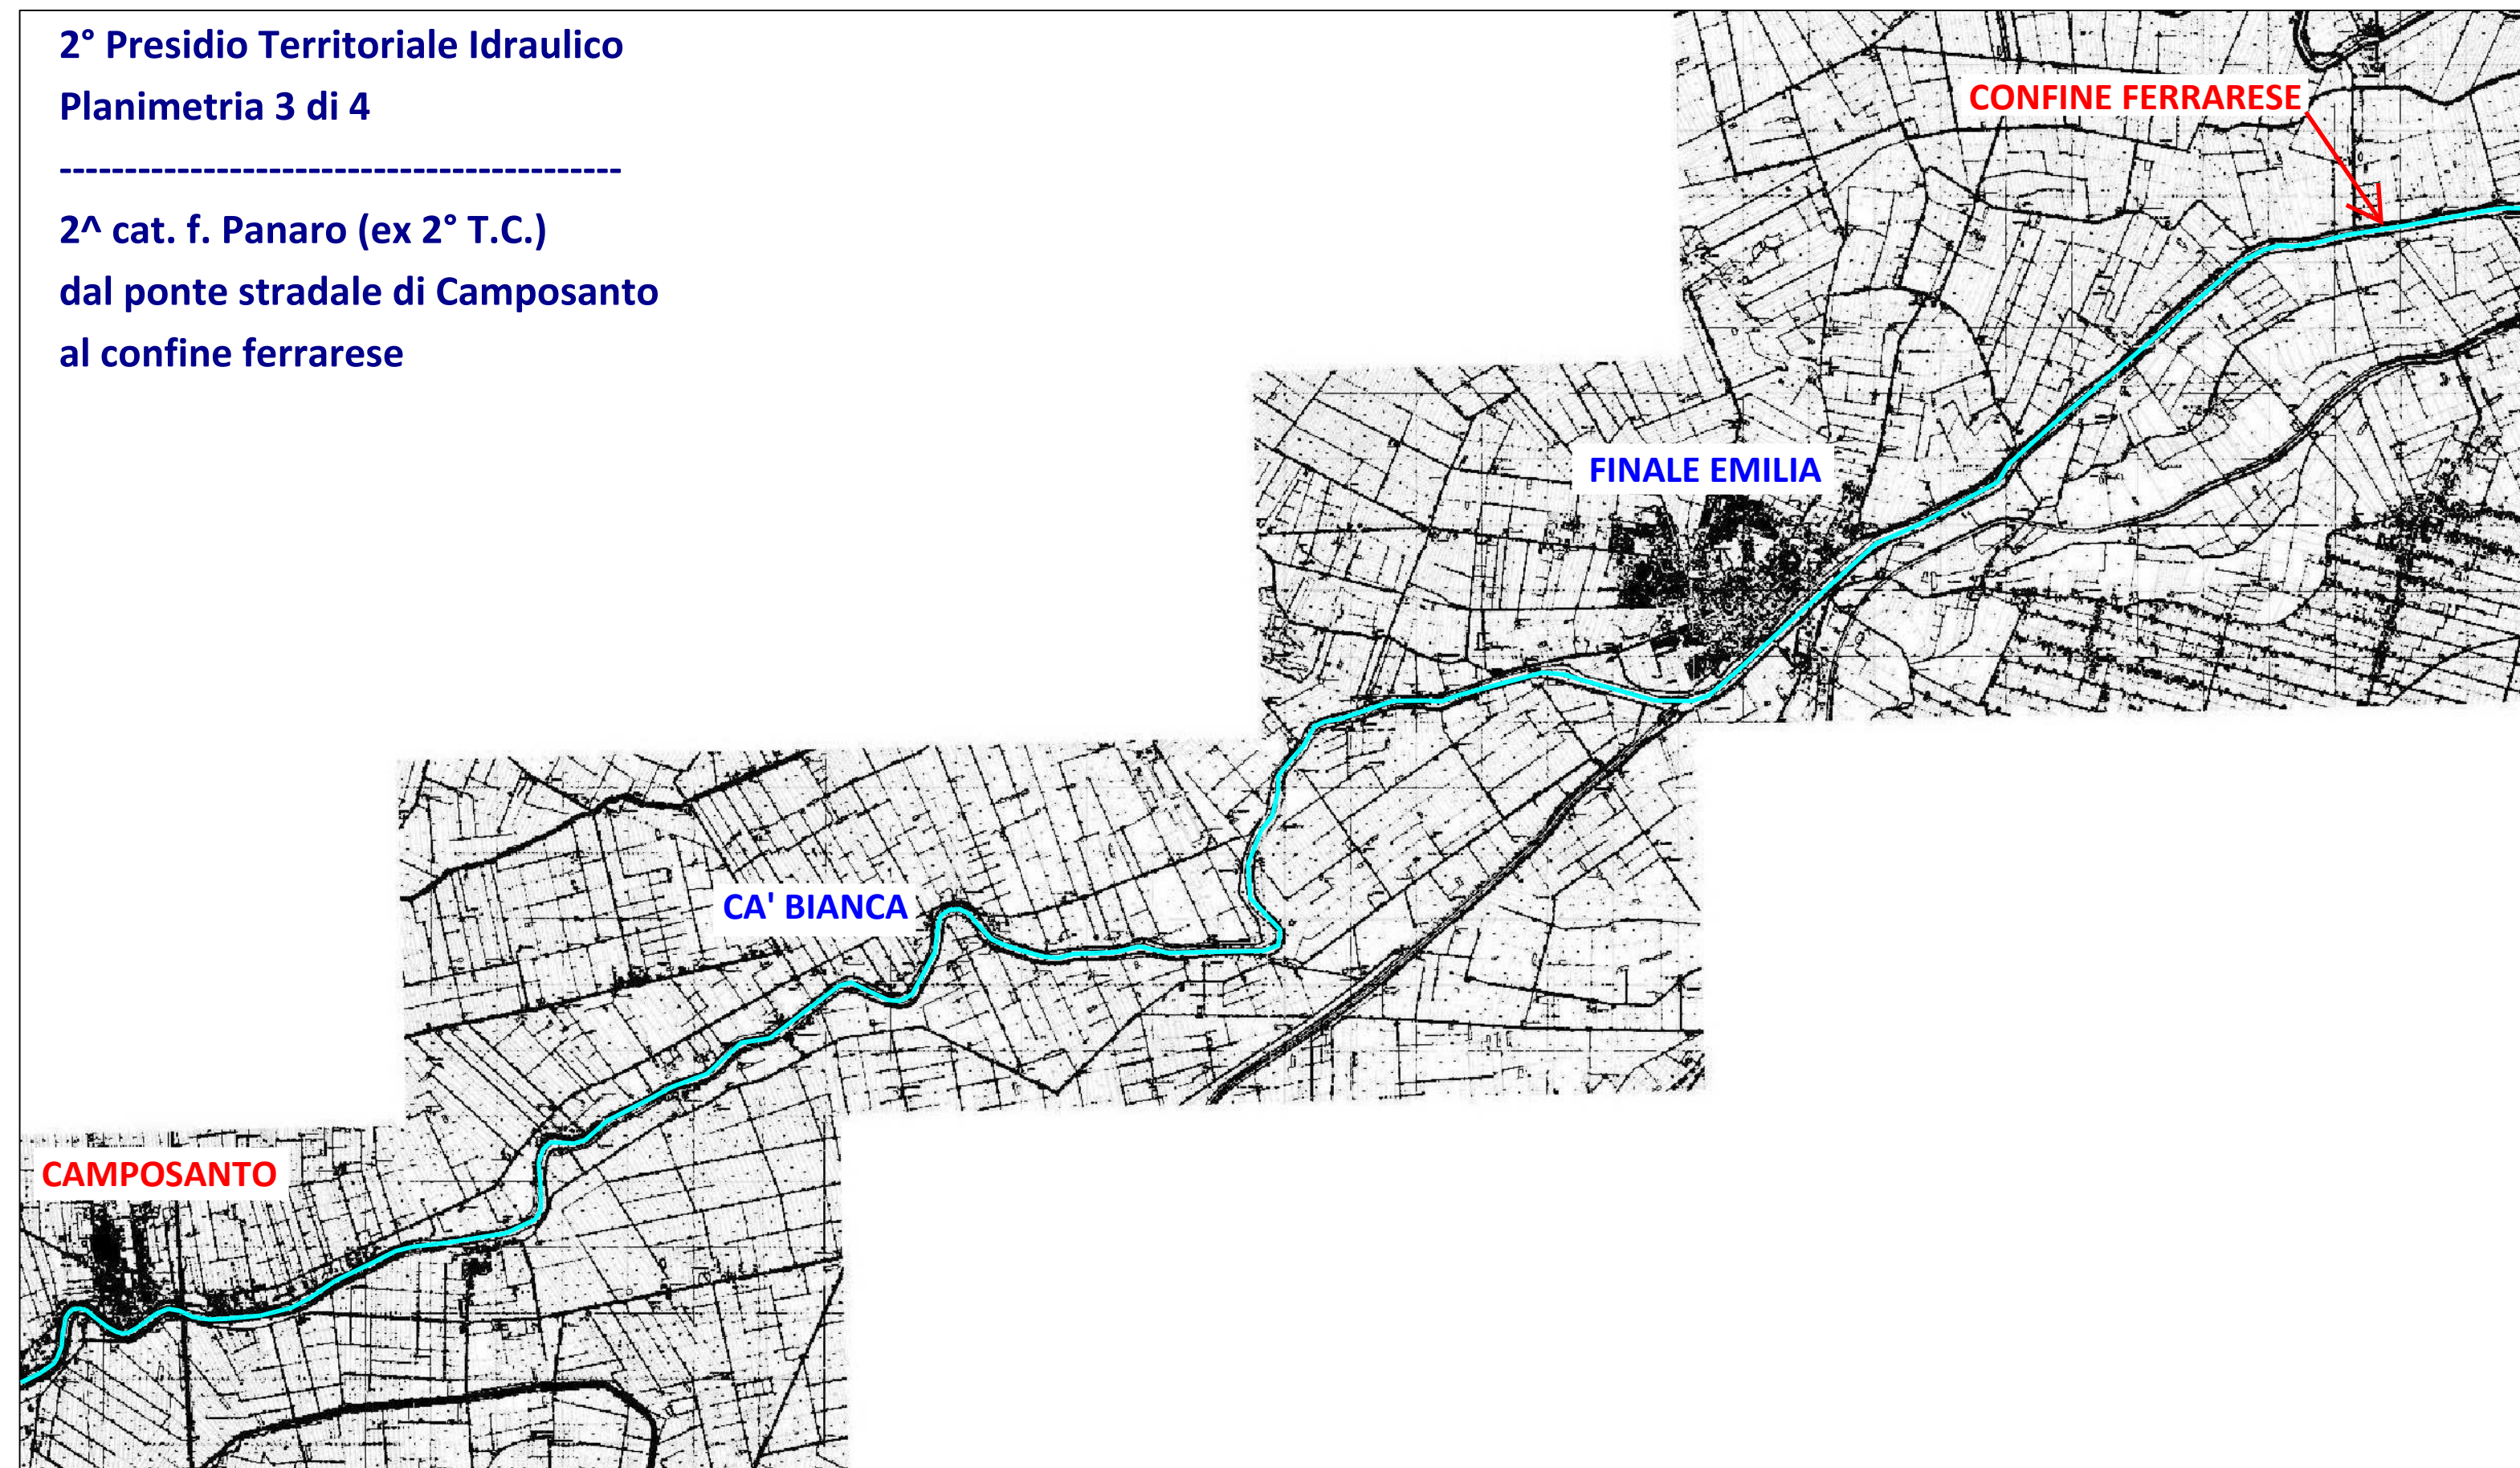 2° Presidio Territoriale Idraulico
Planimetria 3 di 4
-------------------------------------------
2^ cat. f. Panaro (ex 2° T.C.)
dal ponte stradale di Camposanto
al confine ferrarese
CONFINE FERRARESE
FINALE EMILIA
CA' BIANCA
CAMPOSANTO